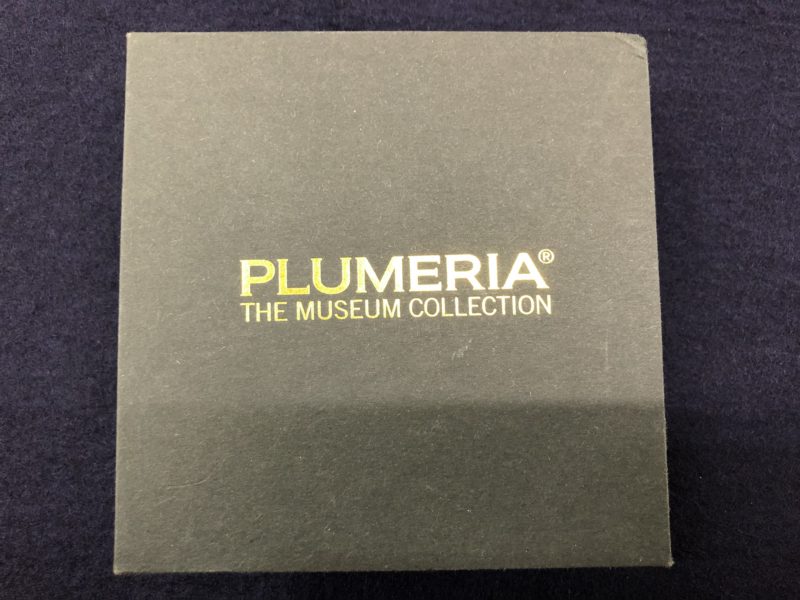 PLUMERIA®
THE MUSEUM COLLECTION